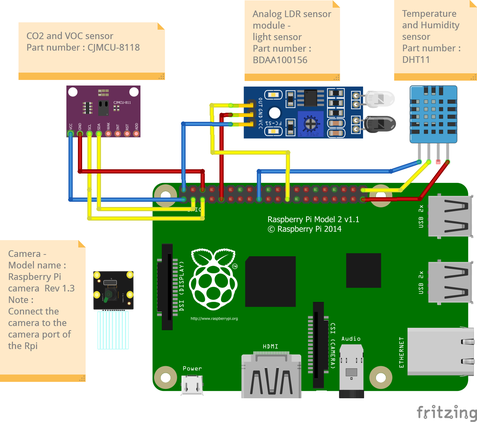 CO2 and VOC sensor
Part number : CJMCU-8118
Analog LDR sensor
module -
light sensor
Part number :
BDAA100156
Temperature
and Humidity
sensor
Part number :
DHT11
OUT GND VCC
Raspberry Pi Model 2 v1.1
© Raspberry Pi 2014
Camera -
Model name :
Raspberry Pi
camera Rev 1.3
Note :
Connect the
camera to the
camera port of
the Rpi
DSI (DISPLAY)
http://www.raspberrypi.org
USB 2x
USB 2x
CSI (CAMERA)
Power
HDMI
Audio
ETHERNET
fritzing